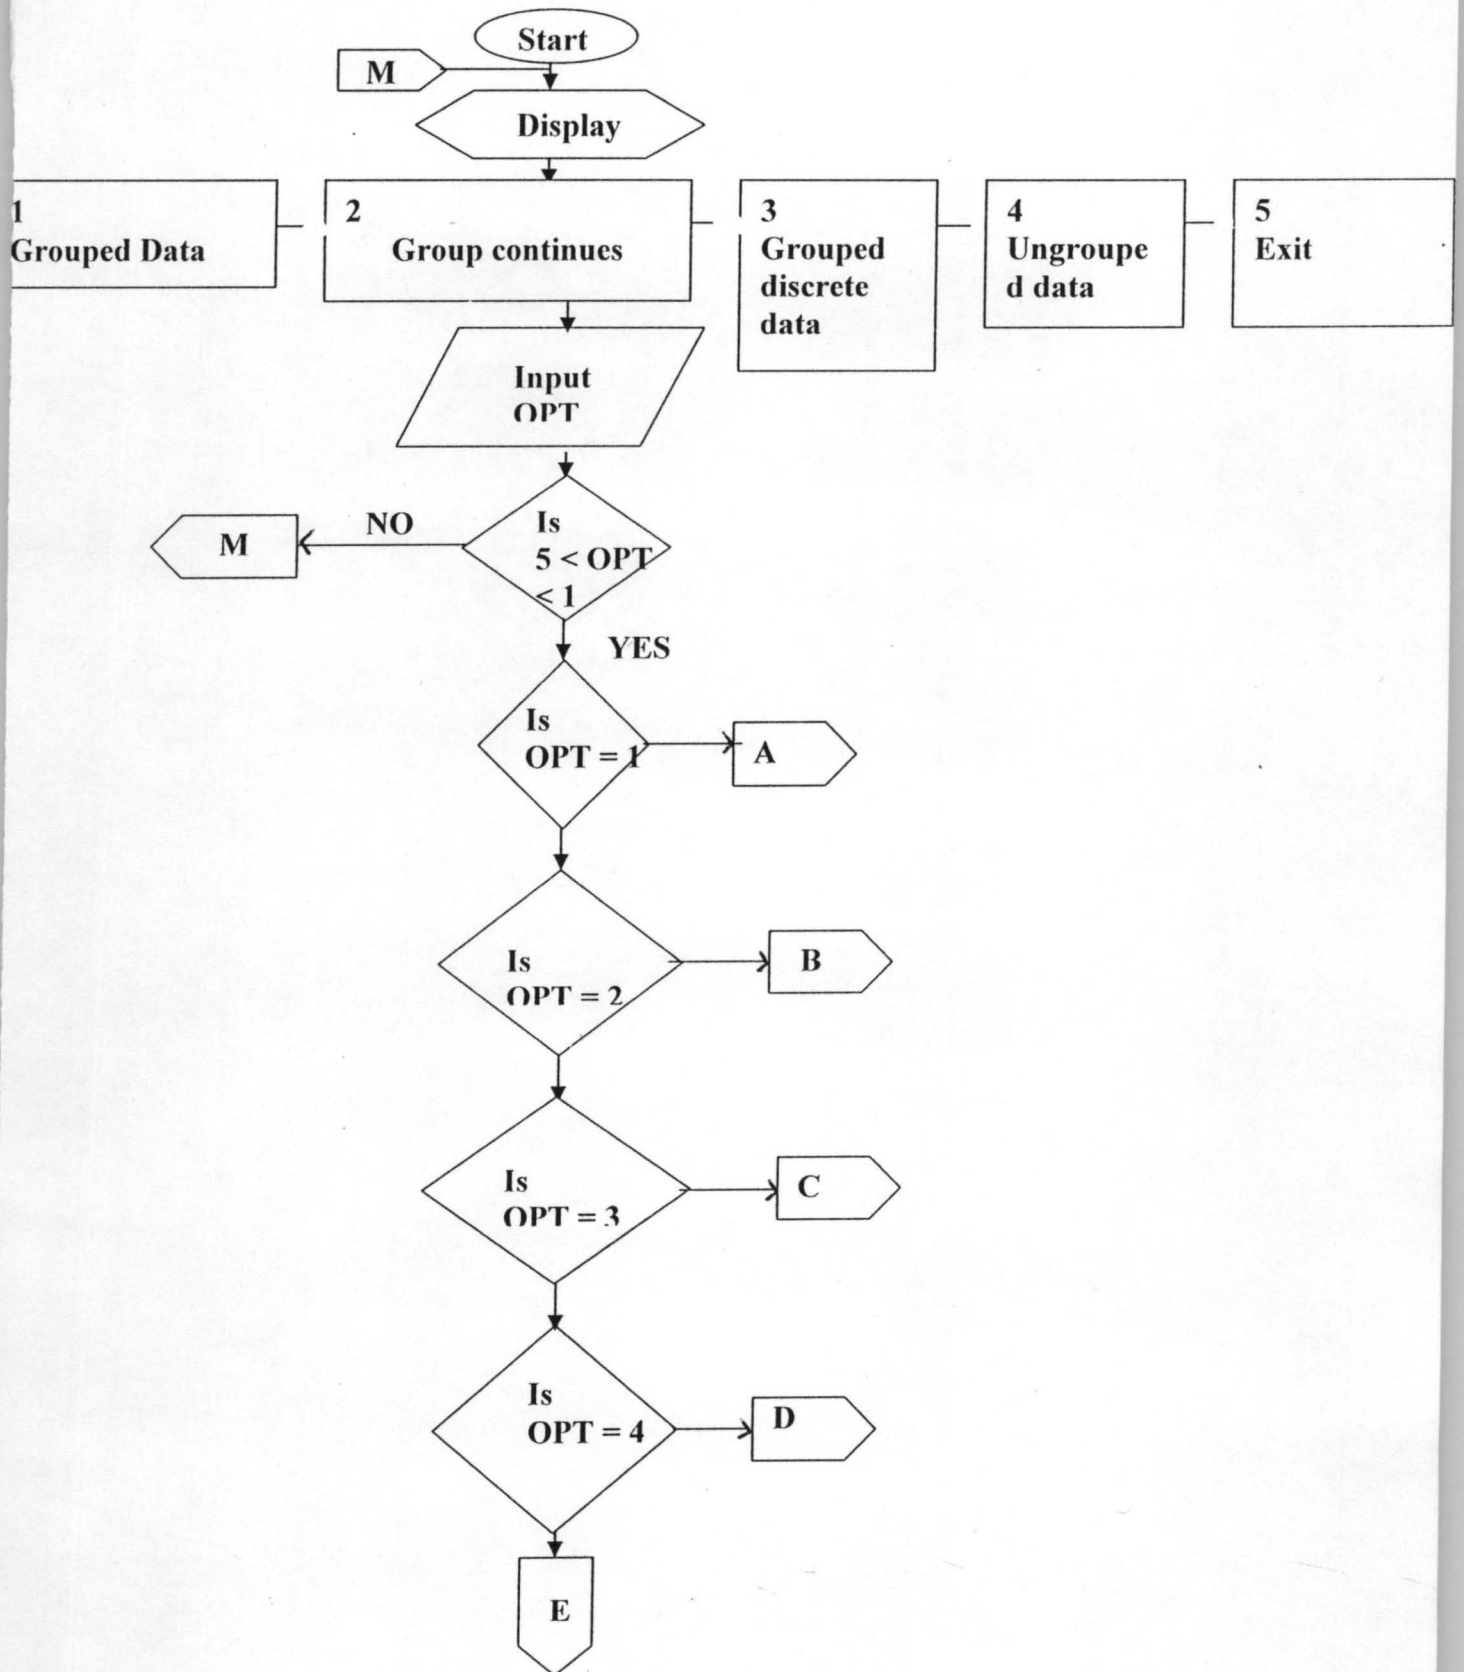 Start
M
Display
1
Grouped Data
2
Group continues
3
Grouped
discrete
data
4
Ungroupe
d data
5
Exit
Input
OPT
NO
M
Is
5 < OPT
< 1
YES
Is
OPT = 1
A
Is
OPT = 2
B
Is
OPT = 3
C
Is
OPT = 4
D
E